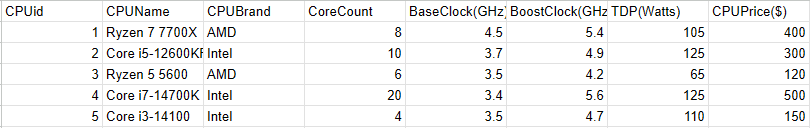 CPUid CPUName CPUBrand CoreCount BaseClock(GHz) BoostClock(GHz TDP(Watts) CPUPrice($)
1 Ryzen 7 7700X AMD 8 4.5 5.4 105 400
2 Core i5-12600KF Intel 10 3.7 4.9 125 300
3 Ryzen 5 5600 AMD 6 3.5 4.2 65 120
4 Core i7-14700K Intel 20 3.4 5.6 125 500
5 Core i3-14100 Intel 4 3.5 4.7 110 150